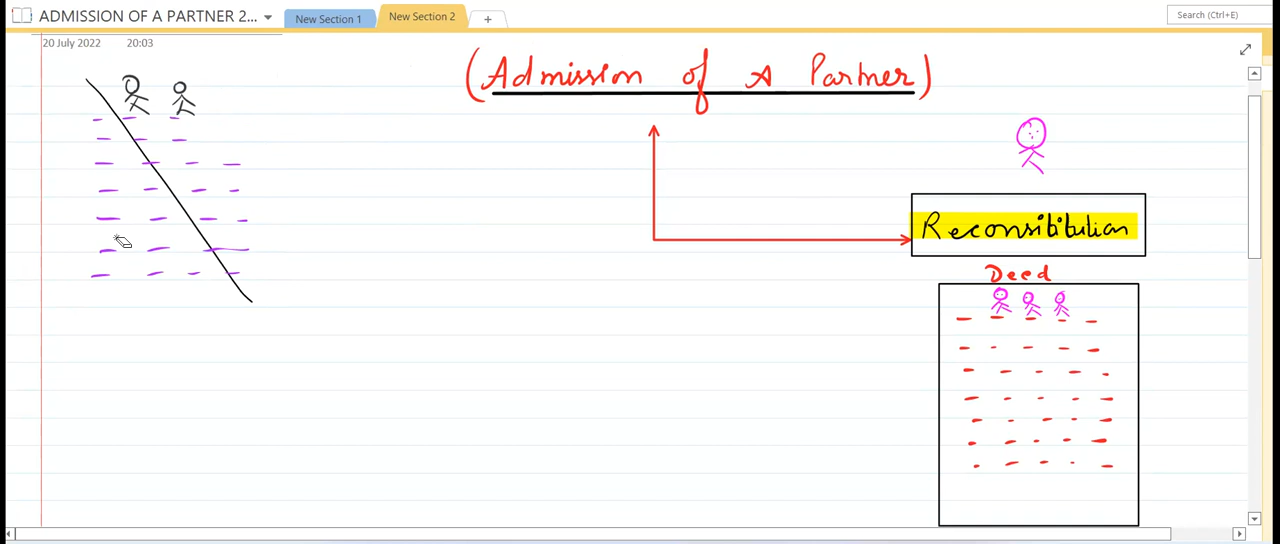 ADMISSION OF A PARTNER 2...
New Section 1
New Section 2
+
Search (Ctrl+E)
20 July 2022 20:03
(Admission of A Partner)
Reconsitibution
Deed